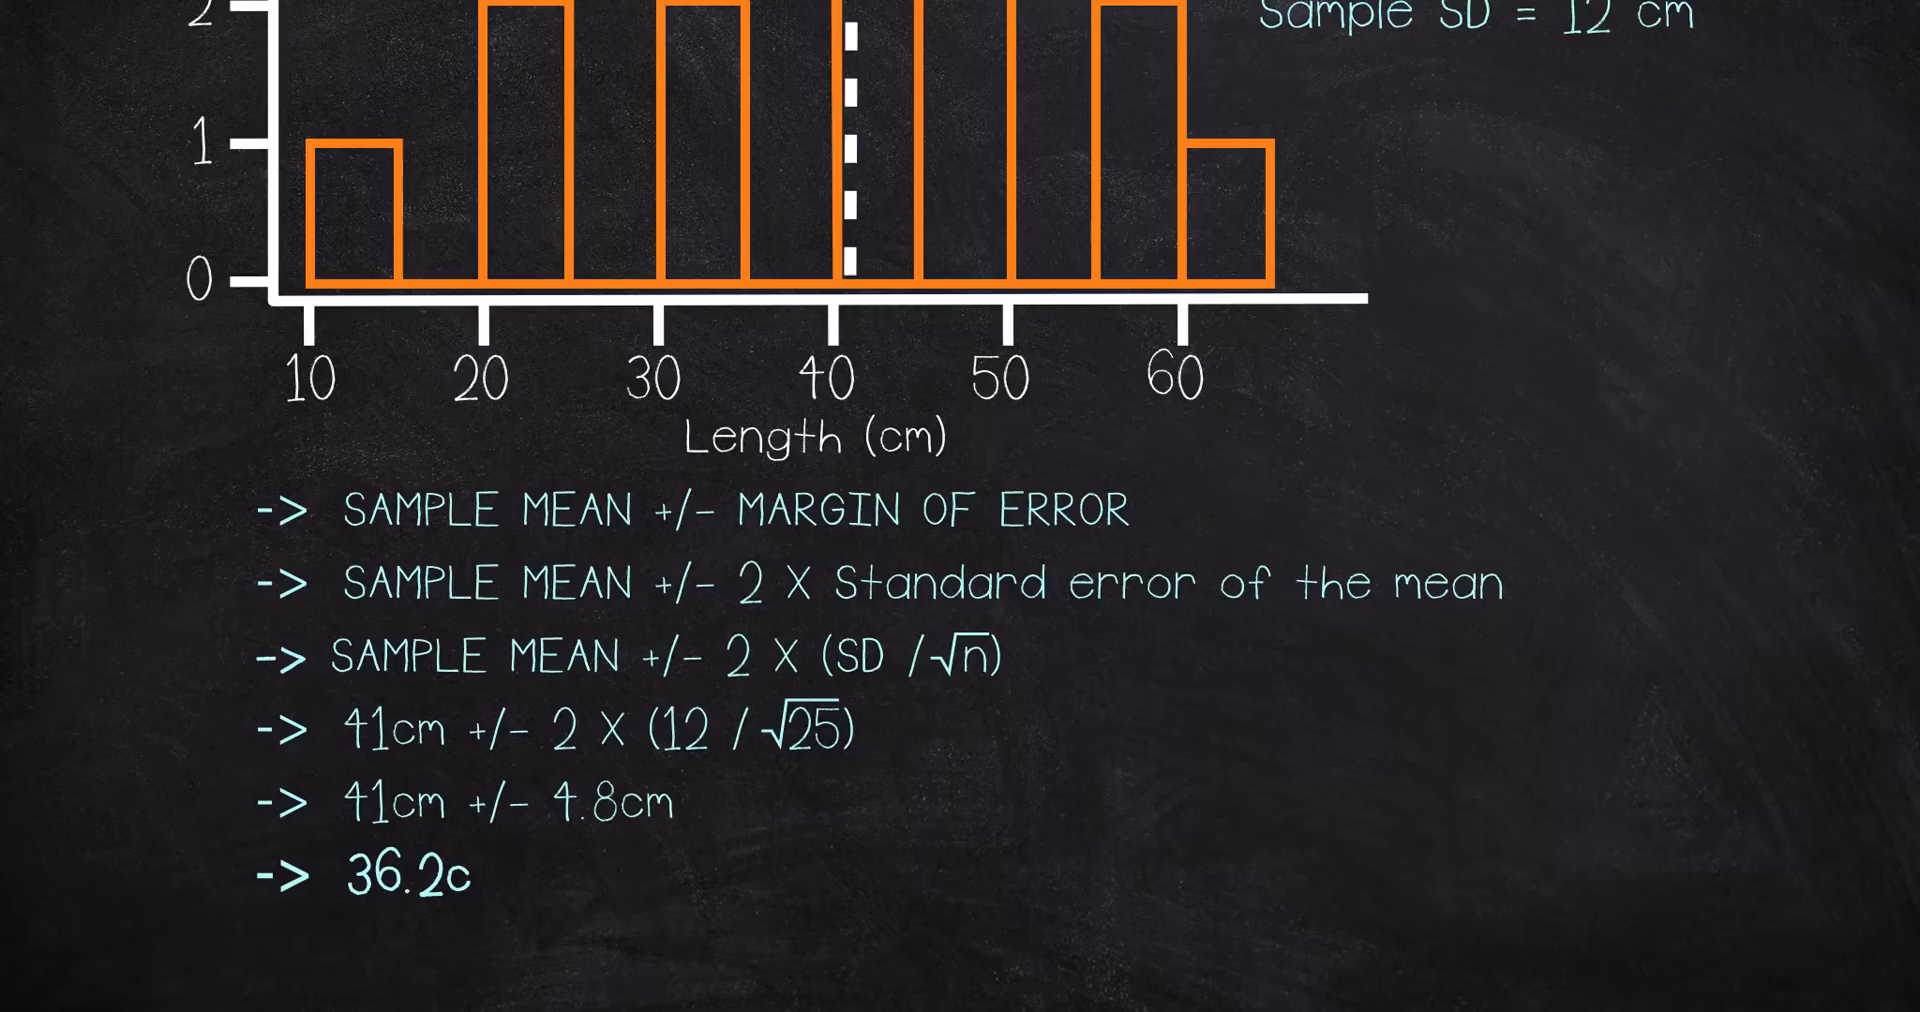 2
Sample SD = 12 cm
1
0
10 20 30 40 50 60
Length (cm)
-> SAMPLE MEAN +/- MARGIN OF ERROR
-> SAMPLE MEAN +/- 2 X Standard error of the mean
-> SAMPLE MEAN +/- 2 X (SD /√n)
-> 41cm +/- 2 X (12 /√25)
-> 41cm +/- 4.8cm
-> 36.2c